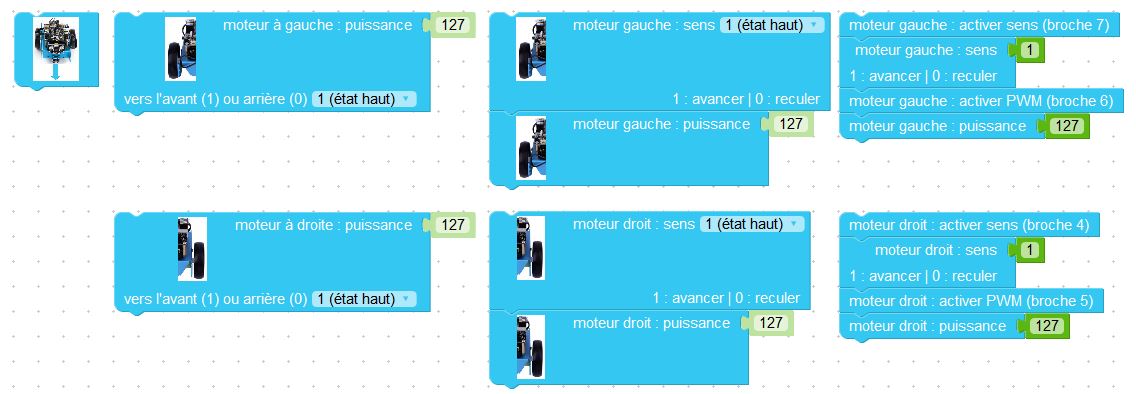 moteur à gauche : puissance 127
vers l'avant (1) ou arrière (0) 1 (état haut)
moteur gauche : sens 1 (état haut)
1 : avancer | 0 : reculer
moteur gauche : puissance 127
moteur gauche : activer sens (broche 7)
moteur gauche : sens 1
1 : avancer | 0 : reculer
moteur gauche : activer PWM (broche 6)
moteur gauche : puissance 127
moteur à droite : puissance 127
vers l'avant (1) ou arrière (0) 1 (état haut)
moteur droit : sens 1 (état haut)
1 : avancer | 0 : reculer
moteur droit : puissance 127
moteur droit : activer sens (broche 4)
moteur droit : sens 1
1 : avancer | 0 : reculer
moteur droit : activer PWM (broche 5)
moteur droit : puissance 127